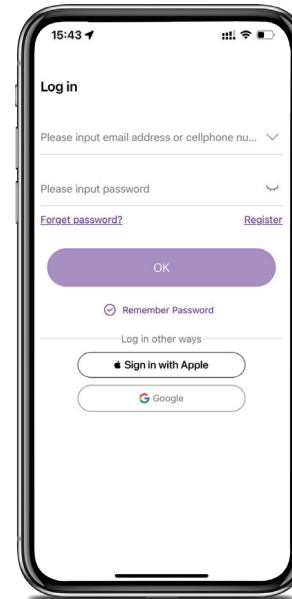 15:43
Log in
Please input email address or cellphone nu...
Please input password
Forget password? Register
OK
Remember Password
Log in other ways
Sign in with Apple
Google